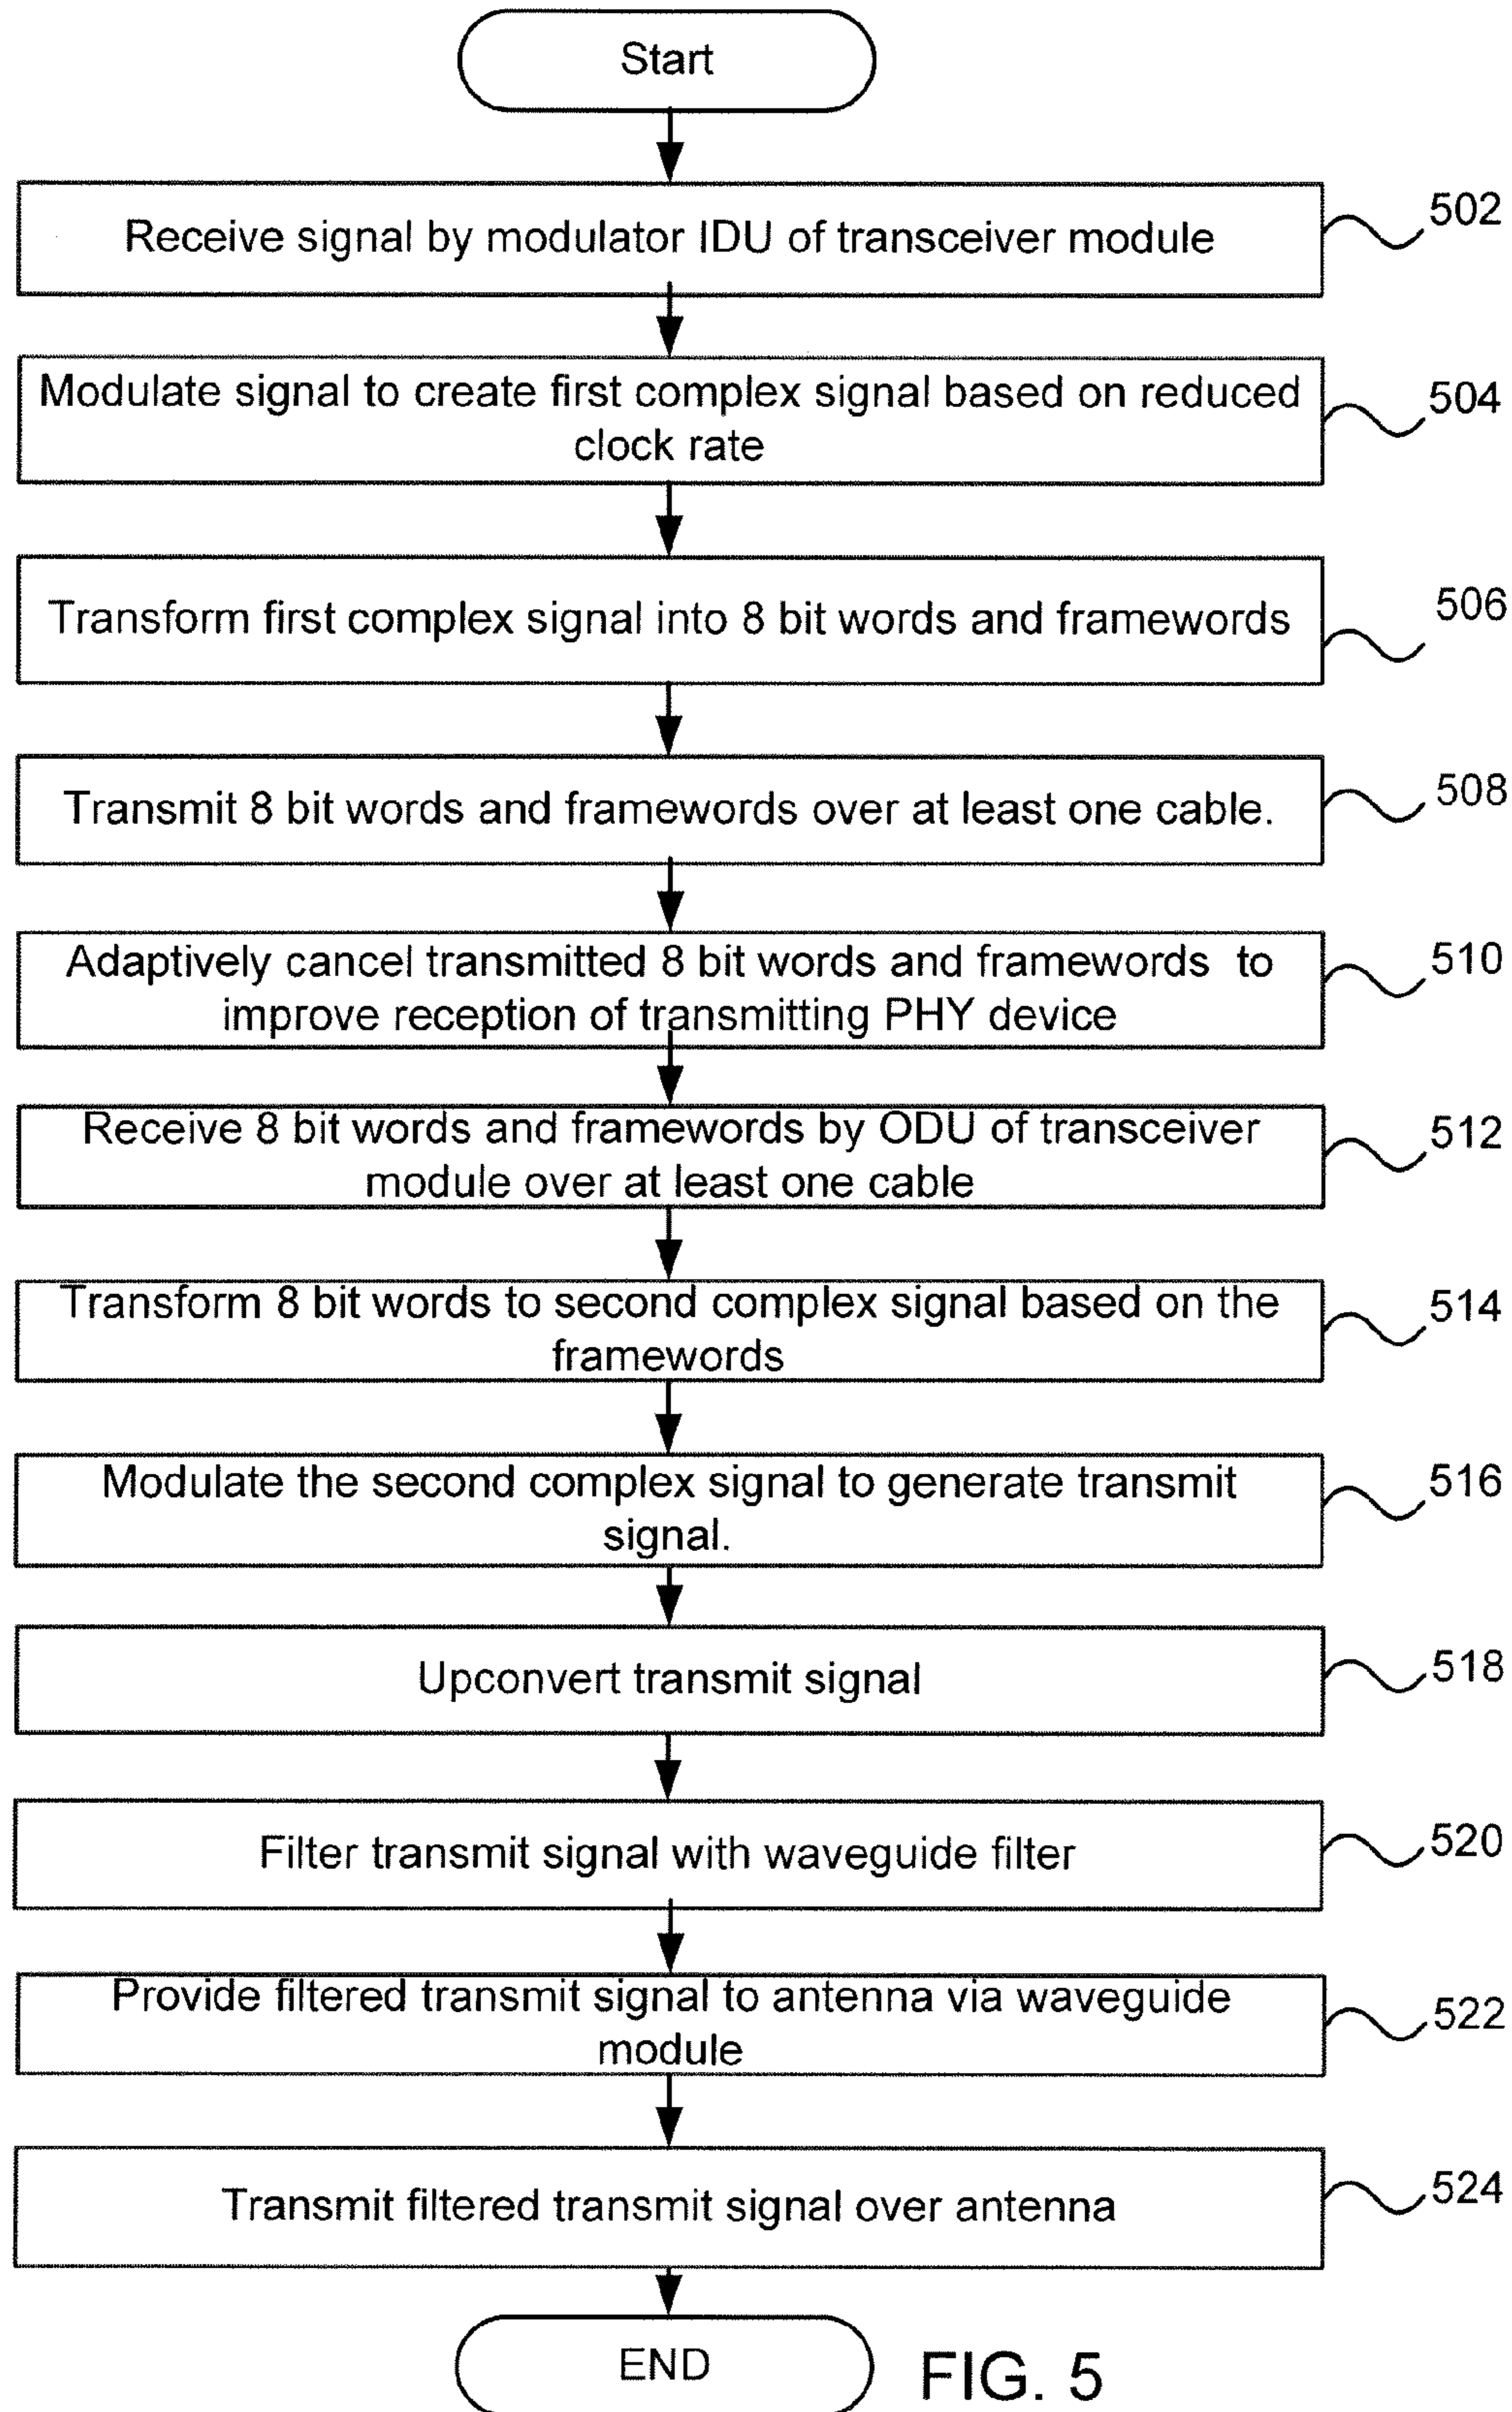 Start
Receive signal by modulator IDU of transceiver module
502
Modulate signal to create first complex signal based on reduced
clock rate
504
Transform first complex signal into 8 bit words and framewords
506
Transmit 8 bit words and framewords over at least one cable.
508
Adaptively cancel transmitted 8 bit words and framewords to
improve reception of transmitting PHY device
510
Receive 8 bit words and framewords by ODU of transceiver
module over at least one cable
512
Transform 8 bit words to second complex signal based on the
framewords
514
Modulate the second complex signal to generate transmit
signal.
516
Upconvert transmit signal
518
Filter transmit signal with waveguide filter
520
Provide filtered transmit signal to antenna via waveguide
module
522
Transmit filtered transmit signal over antenna
524
END
FIG. 5